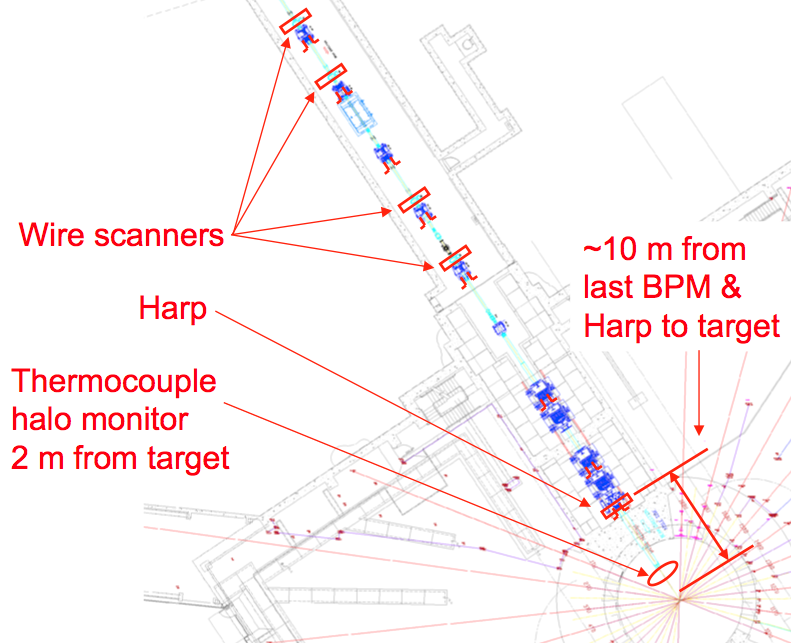 Wire scanners
~10 m from
last BPM &
Harp to target
Harp
Thermocouple
halo monitor
2 m from target